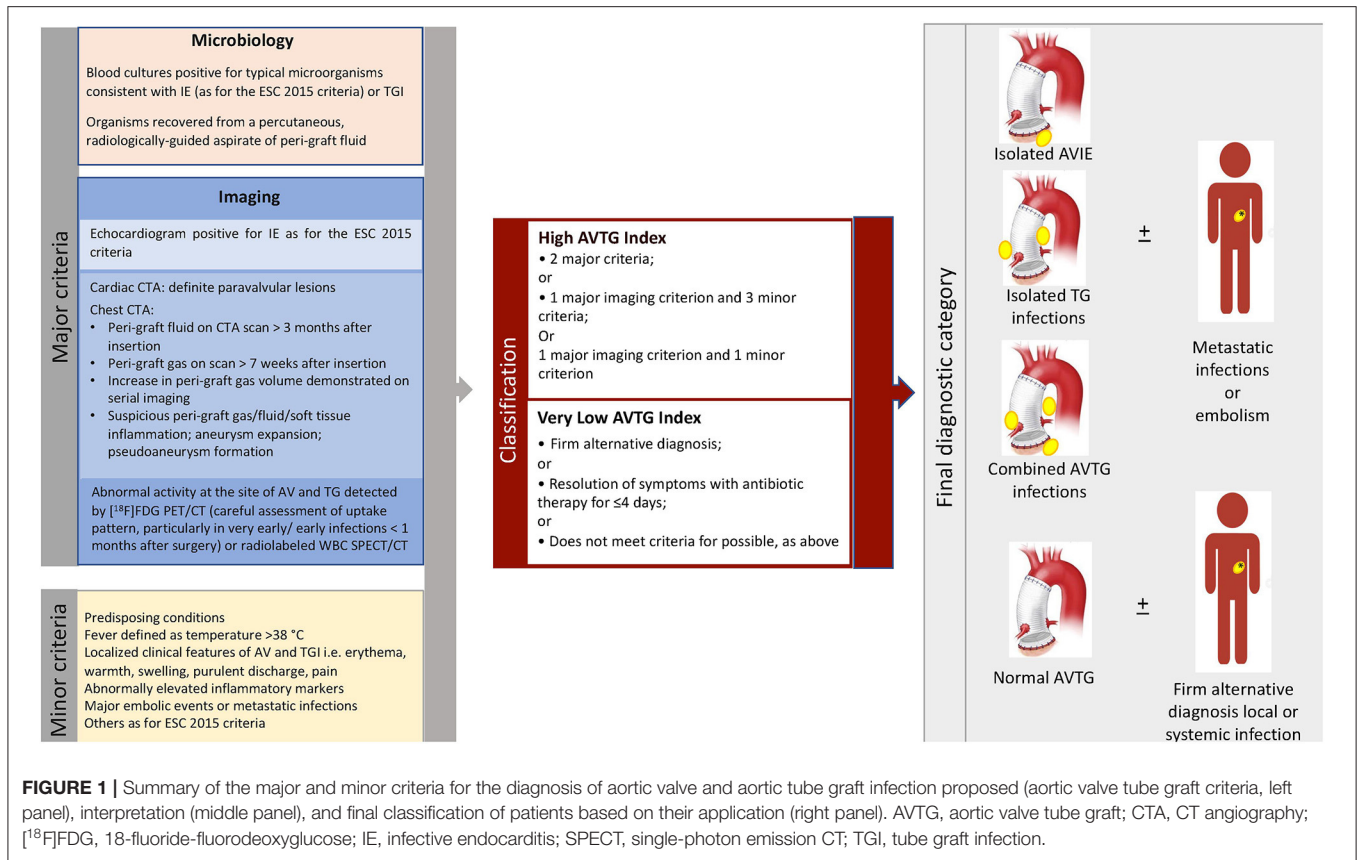 Major criteria
Microbiology
Blood cultures positive for typical microorganisms
consistent with IE (as for the ESC 2015 criteria) or TGI
Organisms recovered from a percutaneous,
radiologically-guided aspirate of peri-graft fluid
Imaging
Echocardiogram positive for IE as for the ESC 2015
criteria
Cardiac CTA: definite paravalvular lesions
Chest CTA:
• Peri-graft fluid on CTA scan > 3 months after
insertion
• Peri-graft gas on scan > 7 weeks after insertion
• Increase in peri-graft gas volume demonstrated on
serial imaging
• Suspicious peri-graft gas/fluid/soft tissue
inflammation; aneurysm expansion;
pseudoaneurysm formation
Abnormal activity at the site of AV and TG detected
by [¹⁸F]FDG PET/CT (careful assessment of uptake
pattern, particularly in very early/ early infections < 1
months after surgery) or radiolabeled WBC SPECT/CT
Minor criteria
Predisposing conditions
Fever defined as temperature >38 °C
Localized clinical features of AV and TGI i.e. erythema,
warmth, swelling, purulent discharge, pain
Abnormally elevated inflammatory markers
Major embolic events or metastatic infections
Others as for ESC 2015 criteria
Classification
High AVTG Index
• 2 major criteria;
or
• 1 major imaging criterion and 3 minor
criteria;
Or
1 major imaging criterion and 1 minor
criterion
Very Low AVTG Index
• Firm alternative diagnosis;
or
• Resolution of symptoms with antibiotic
therapy for ≤4 days;
or
• Does not meet criteria for possible, as above
Final diagnostic category
Isolated AVIE
Isolated TG
infections
Combined AVTG
infections
±
*
Metastatic
infections
or
embolism
Normal AVTG
±
*
Firm alternative
diagnosis local or
systemic infection
FIGURE 1 | Summary of the major and minor criteria for the diagnosis of aortic valve and aortic tube graft infection proposed (aortic valve tube graft criteria, left
panel), interpretation (middle panel), and final classification of patients based on their application (right panel). AVTG, aortic valve tube graft; CTA, CT angiography;
[¹⁸F]FDG, 18-fluoride-fluorodeoxyglucose; IE, infective endocarditis; SPECT, single-photon emission CT; TGI, tube graft infection.